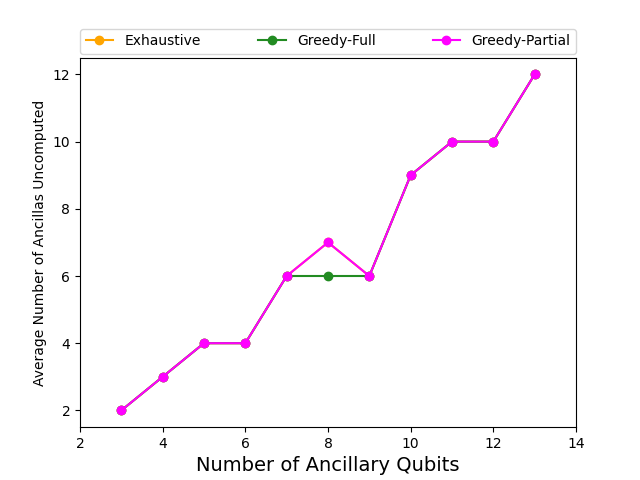 Exhaustive Greedy-Full Greedy-Partial
12
10
8
6
4
2
Average Number of Ancillas Uncomputed
2 4 6 8 10 12 14
Number of Ancillary Qubits